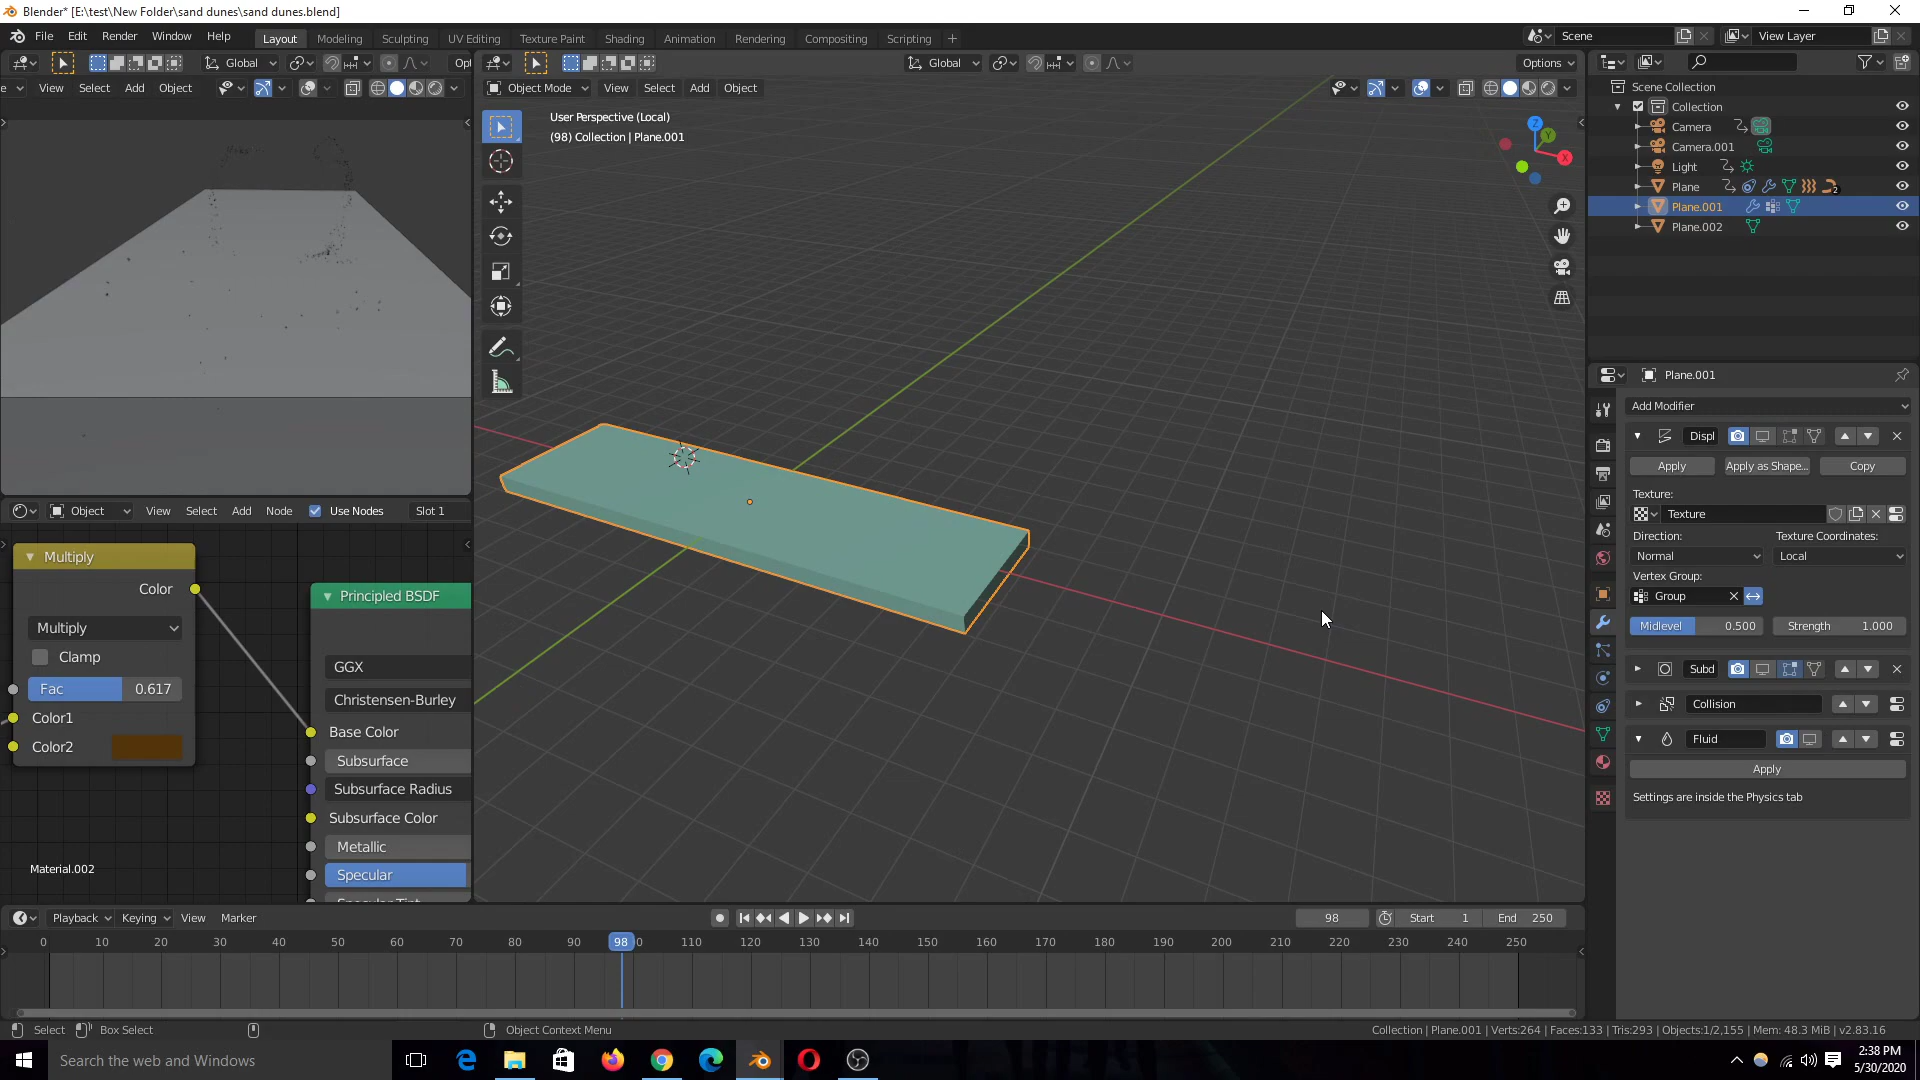 Blender* [E:\test\New Folder\sand dunes\sand dunes.blend]
File Edit Render Window Help
Layout Modeling Sculpting UV Editing Texture Paint Shading Animation Rendering Compositing Scripting +
Scene View Layer
Global Opt
Global Options
View Select Add Object
Object Mode View Select Add Object
User Perspective (Local)
(98) Collection | Plane.001
Z
Y
X
Scene Collection
Collection
Camera
Camera.001
Light
Plane 2
Plane.001
Plane.002
Plane.001
Add Modifier
Displ
Apply Apply as Shape... Copy
Texture:
Texture
Direction: Texture Coordinates:
Normal Local
Vertex Group:
Group
Midlevel 0.500 Strength 1.000
Subd
Collision
Fluid
Apply
Settings are inside the Physics tab
Object View Select Add Node Use Nodes Slot 1
Multiply
Color
Multiply
Clamp
Fac 0.617
Color1
Color2
Principled BSDF
GGX
Christensen-Burley
Base Color
Subsurface
Subsurface Radius
Subsurface Color
Metallic
Specular
Specular Tint
Material.002
Playback Keying View Marker
98 Start 1 End 250
0 10 20 30 40 50 60 70 80 90 98 110 120 130 140 150 160 170 180 190 200 210 220 230 240 250
Select Box Select Object Context Menu
Collection | Plane.001 | Verts:264 | Faces:133 | Tris:293 | Objects:1/2,155 | Mem: 48.3 MiB | v2.83.16
Search the web and Windows
2:38 PM
5/30/2020